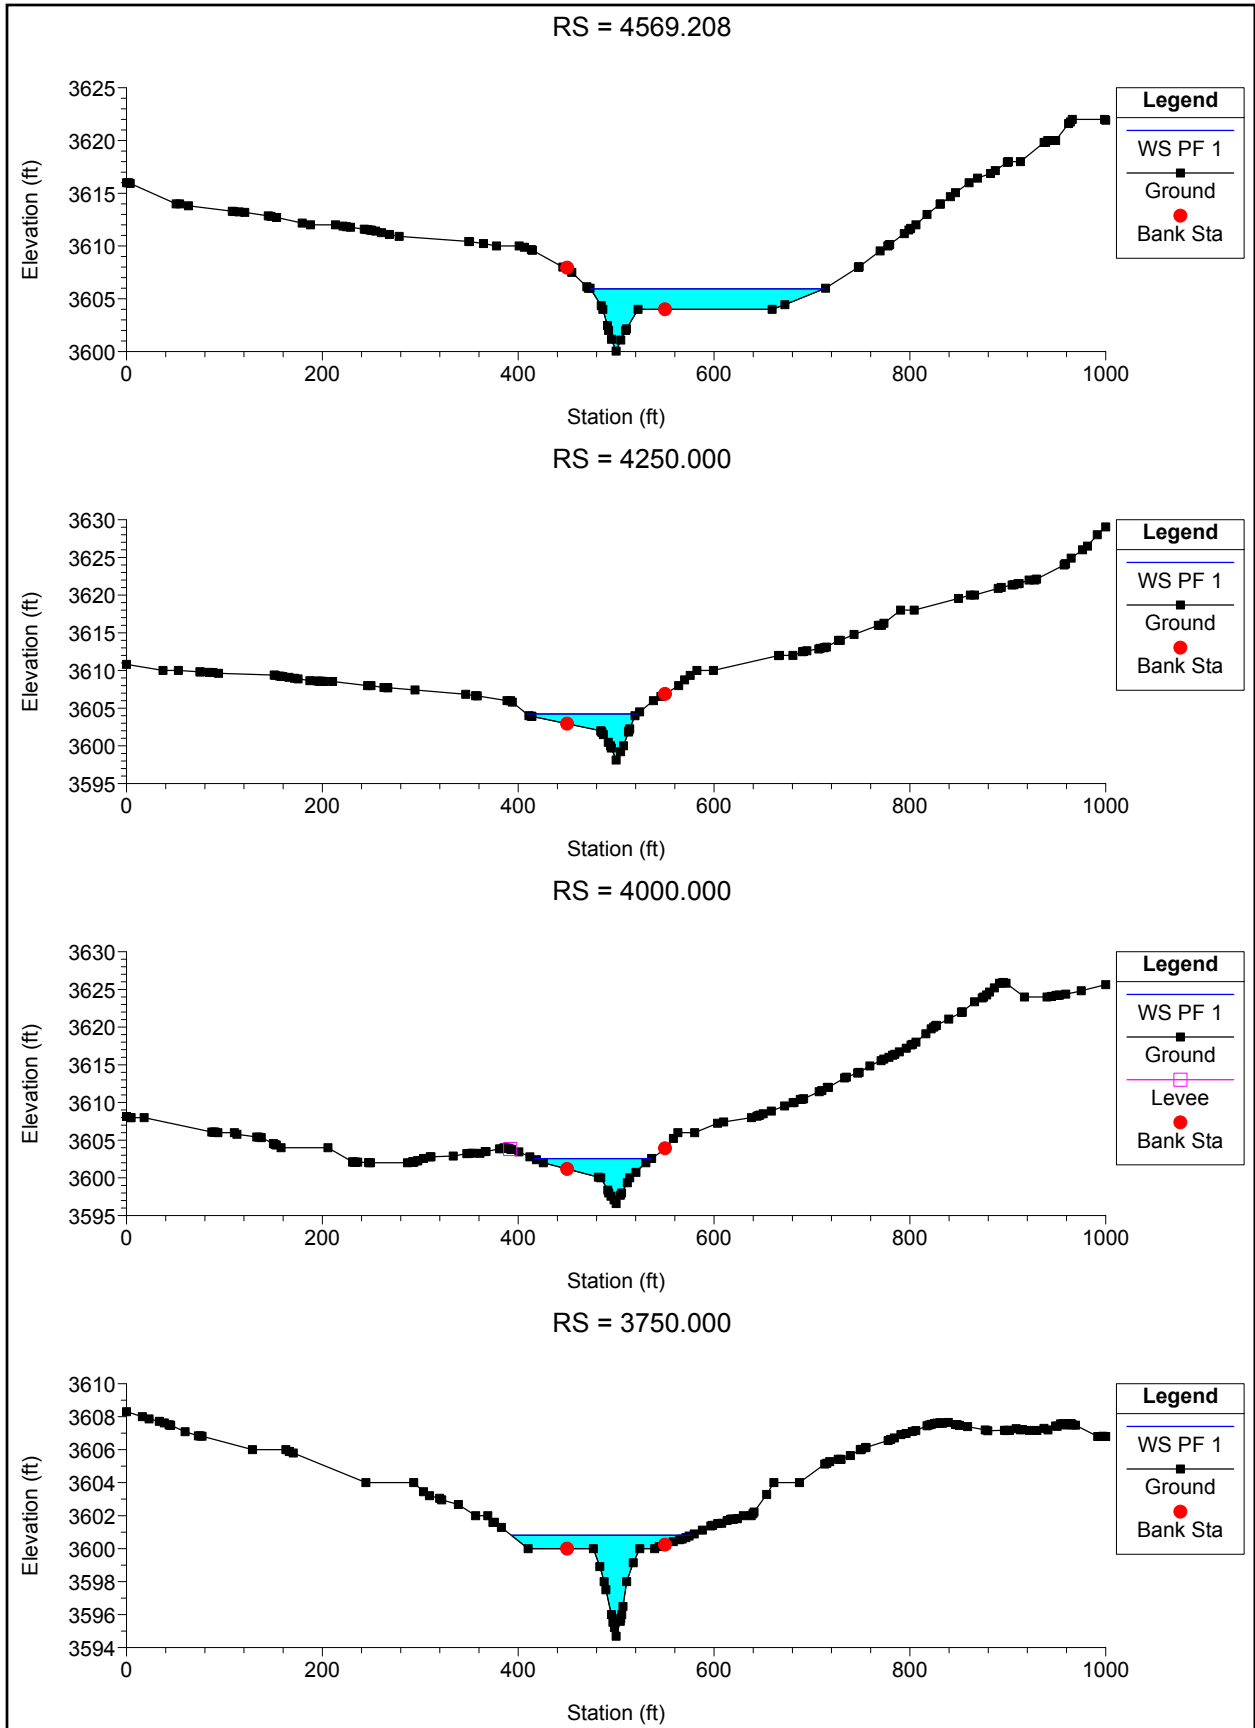 RS = 4569.208
3625
3620
3615
3610
3605
3600
Elevation (ft)
0 200 400 600 800 1000
Station (ft)
Legend
WS PF 1
Ground
Bank Sta
RS = 4250.000
3630
3625
3620
3615
3610
3605
3600
3595
Elevation (ft)
0 200 400 600 800 1000
Station (ft)
Legend
WS PF 1
Ground
Bank Sta
RS = 4000.000
3630
3625
3620
3615
3610
3605
3600
3595
Elevation (ft)
0 200 400 600 800 1000
Station (ft)
Legend
WS PF 1
Ground
Levee
Bank Sta
RS = 3750.000
3610
3608
3606
3604
3602
3600
3598
3596
3594
Elevation (ft)
0 200 400 600 800 1000
Station (ft)
Legend
WS PF 1
Ground
Bank Sta